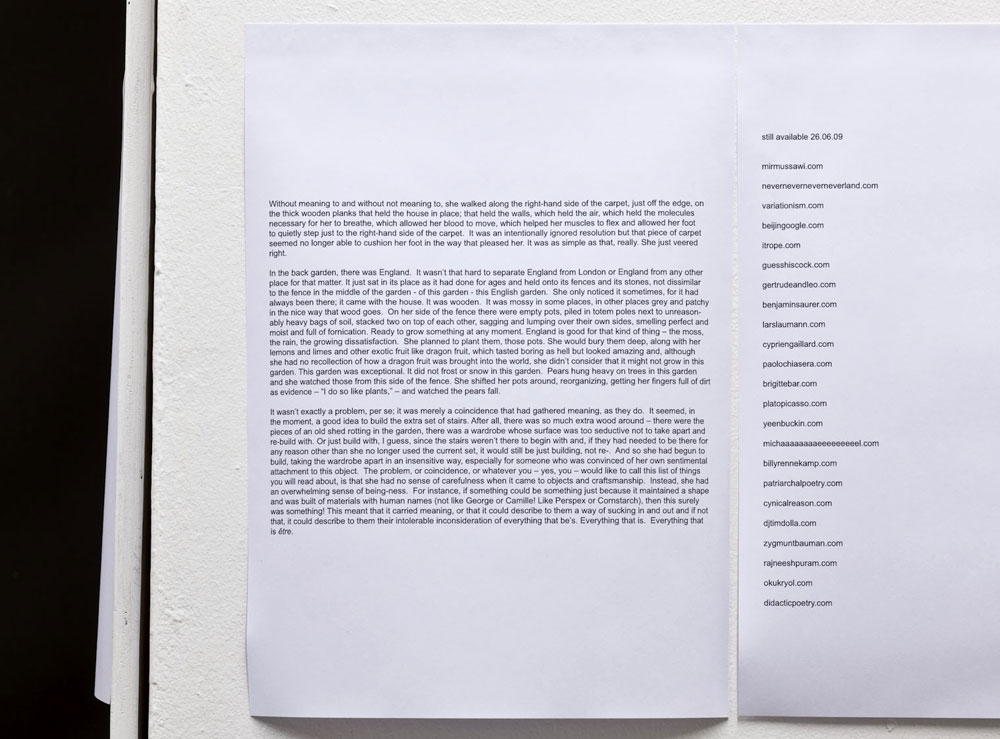 Without meaning to and without not meaning to, she walked along the right-hand side of the carpet, just off the edge, on
the thick wooden planks that held the house in place; that held the walls, which held the air, which held the molecules
necessary for her to breathe, which allowed her blood to move, which helped her muscles to flex and allowed her foot
to quietly step just to the right-hand side of the carpet. It was an intentionally ignored resolution but that piece of carpet
seemed no longer able to cushion her foot in the way that pleased her. It was as simple as that, really. She just veered
right.
In the back garden, there was England. It wasn't that hard to separate England from London or England from any other
place for that matter. It just sat in its place as it had done for ages and held onto its fences and its stones, not dissimilar
to the fence in the middle of the garden - of this garden - this English garden. She only noticed it sometimes, for it had
always been there; it came with the house. It was wooden. It was mossy in some places, in other places grey and patchy
in the nice way that wood goes. On her side of the fence there were empty pots, piled in totem poles next to unreason-
ably heavy bags of soil, stacked two on top of each other, sagging and lumping over their own sides, smelling perfect and
moist and full of fornication. Ready to grow something at any moment. England is good for that kind of thing – the moss,
the rain, the growing dissatisfaction. She planned to plant them, those pots. She would bury them deep, along with her
lemons and limes and other exotic fruit like dragon fruit, which tasted boring as hell but looked amazing and, although
she had no recollection of how a dragon fruit was brought into the world, she didn't consider that it might not grow in this
garden. This garden was exceptional. It did not frost or snow in this garden. Pears hung heavy on trees in this garden
and she watched those from this side of the fence. She shifted her pots around, reorganizing, getting her fingers full of dirt
as evidence – "I do so like plants," – and watched the pears fall.
It wasn't exactly a problem, per se; it was merely a coincidence that had gathered meaning, as they do. It seemed, in
the moment, a good idea to build the extra set of stairs. After all, there was so much extra wood around – there were the
pieces of an old shed rotting in the garden, there was a wardrobe whose surface was too seductive not to take apart and
re-build with. Or just build with, I guess, since the stairs weren't there to begin with and, if they had needed to be there for
any reason other than she no longer used the current set, it would still be just building, not re-. And so she had begun to
build, taking the wardrobe apart in an insensitive way, especially for someone who was convinced of her own sentimental
attachment to this object. The problem, or coincidence, or whatever you – yes, you – would like to call this list of things
you will read about, is that she had no sense of carefulness when it came to objects and craftsmanship. Instead, she had
an overwhelming sense of being-ness. For instance, if something could be something just because it maintained a shape
and was built of materials with human names (not like George or Camille! Like Perspex or Cornstarch), then this surely
was something! This meant that it carried meaning, or that it could describe to them a way of sucking in and out and if not
that, it could describe to them their intolerable inconsideration of everything that be's. Everything that is. Everything that
is être.
still available 26.06.09
mirmussawi.com
neverneverneverneverland.com
variationism.com
beijingoogle.com
itrope.com
guesshiscock.com
gertrudeandleo.com
benjaminsaurer.com
larslaumann.com
cypriengaillard.com
paolochiasera.com
brigittebar.com
platopicasso.com
yeenbuckin.com
michaaaaaaaaeeeeeeeeel.com
billyrennekamp.com
patriarchalpoetry.com
cynicalreason.com
djtimdolla.com
zygmuntbauman.com
rajneeshpuram.com
okukryol.com
didacticpoetry.com